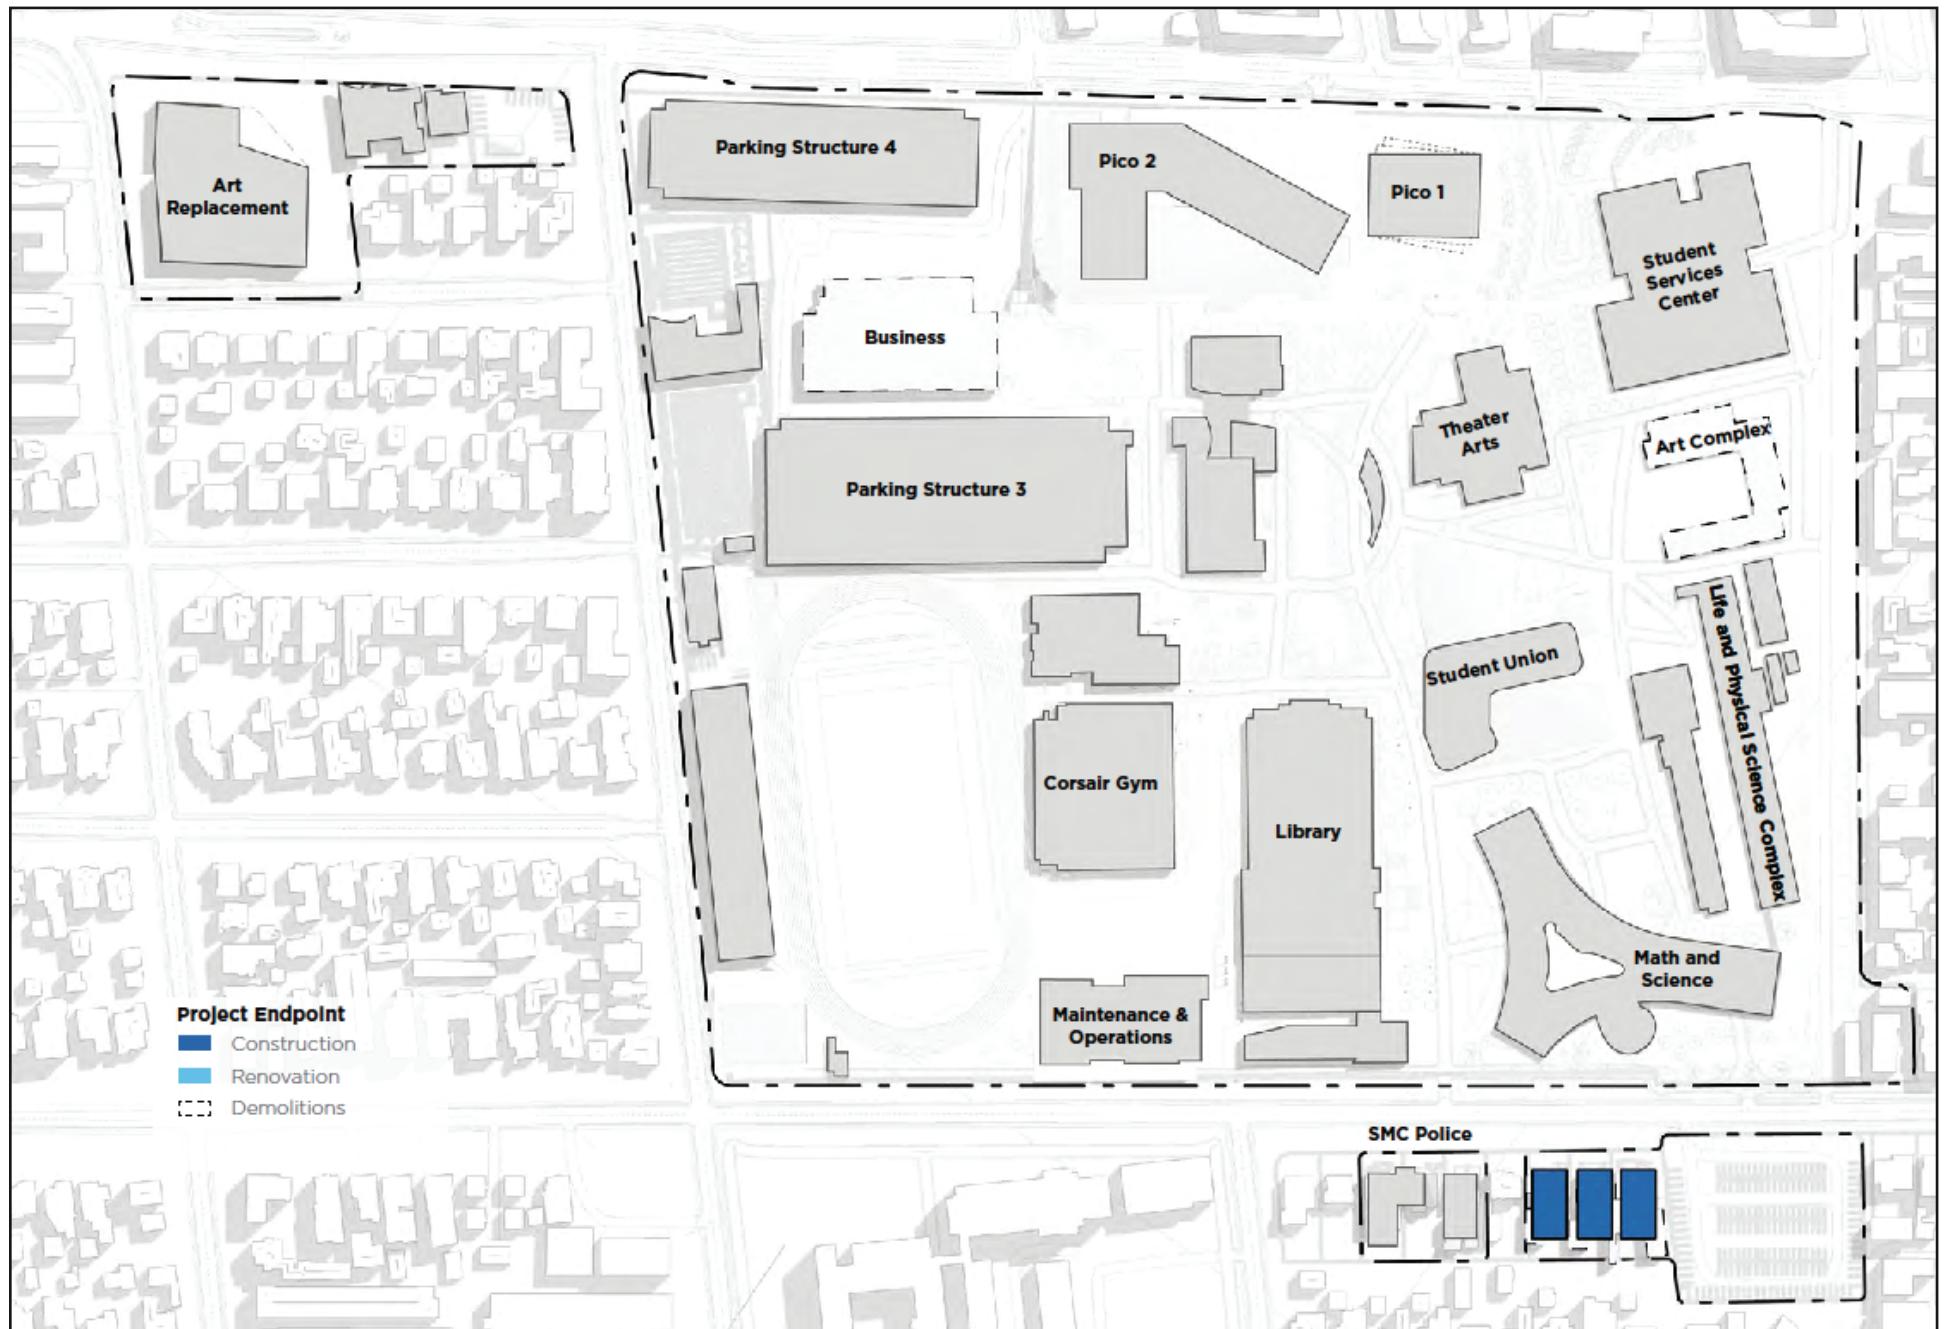 Parking Structure 4
Pico 2
Pico 1
Art
Replacement
Student
Services
Center
Business
Theater
Arts
Art Complex
Parking Structure 3
Life and Physical Science Complex
Student Union
Corsair Gym
Library
Math and
Science
Maintenance &
Operations
Project Endpoint
Construction
Renovation
Demolitions
SMC Police